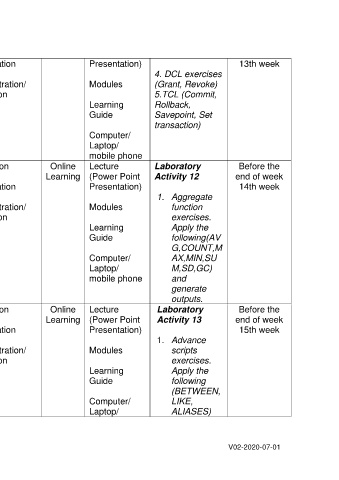 ation
tration/
on
Presentation)
Modules
Learning
Guide
Computer/
Laptop/
mobile phone
4. DCL exercises
(Grant, Revoke)
5.TCL (Commit,
Rollback,
Savepoint, Set
transaction)
13th week
on
ation
tration/
on
Online
Learning
Lecture
(Power Point
Presentation)
Modules
Learning
Guide
Computer/
Laptop/
mobile phone
Laboratory
Activity 12
1. Aggregate
function
exercises.
Apply the
following(AV
G,COUNT,M
AX,MIN,SU
M,SD,GC)
and
generate
outputs.
Before the
end of week
14th week
on
ation
tration/
on
Online
Learning
Lecture
(Power Point
Presentation)
Modules
Learning
Guide
Computer/
Laptop/
Laboratory
Activity 13
1. Advance
scripts
exercises.
Apply the
following
(BETWEEN,
LIKE,
ALIASES)
Before the
end of week
15th week
V02-2020-07-01